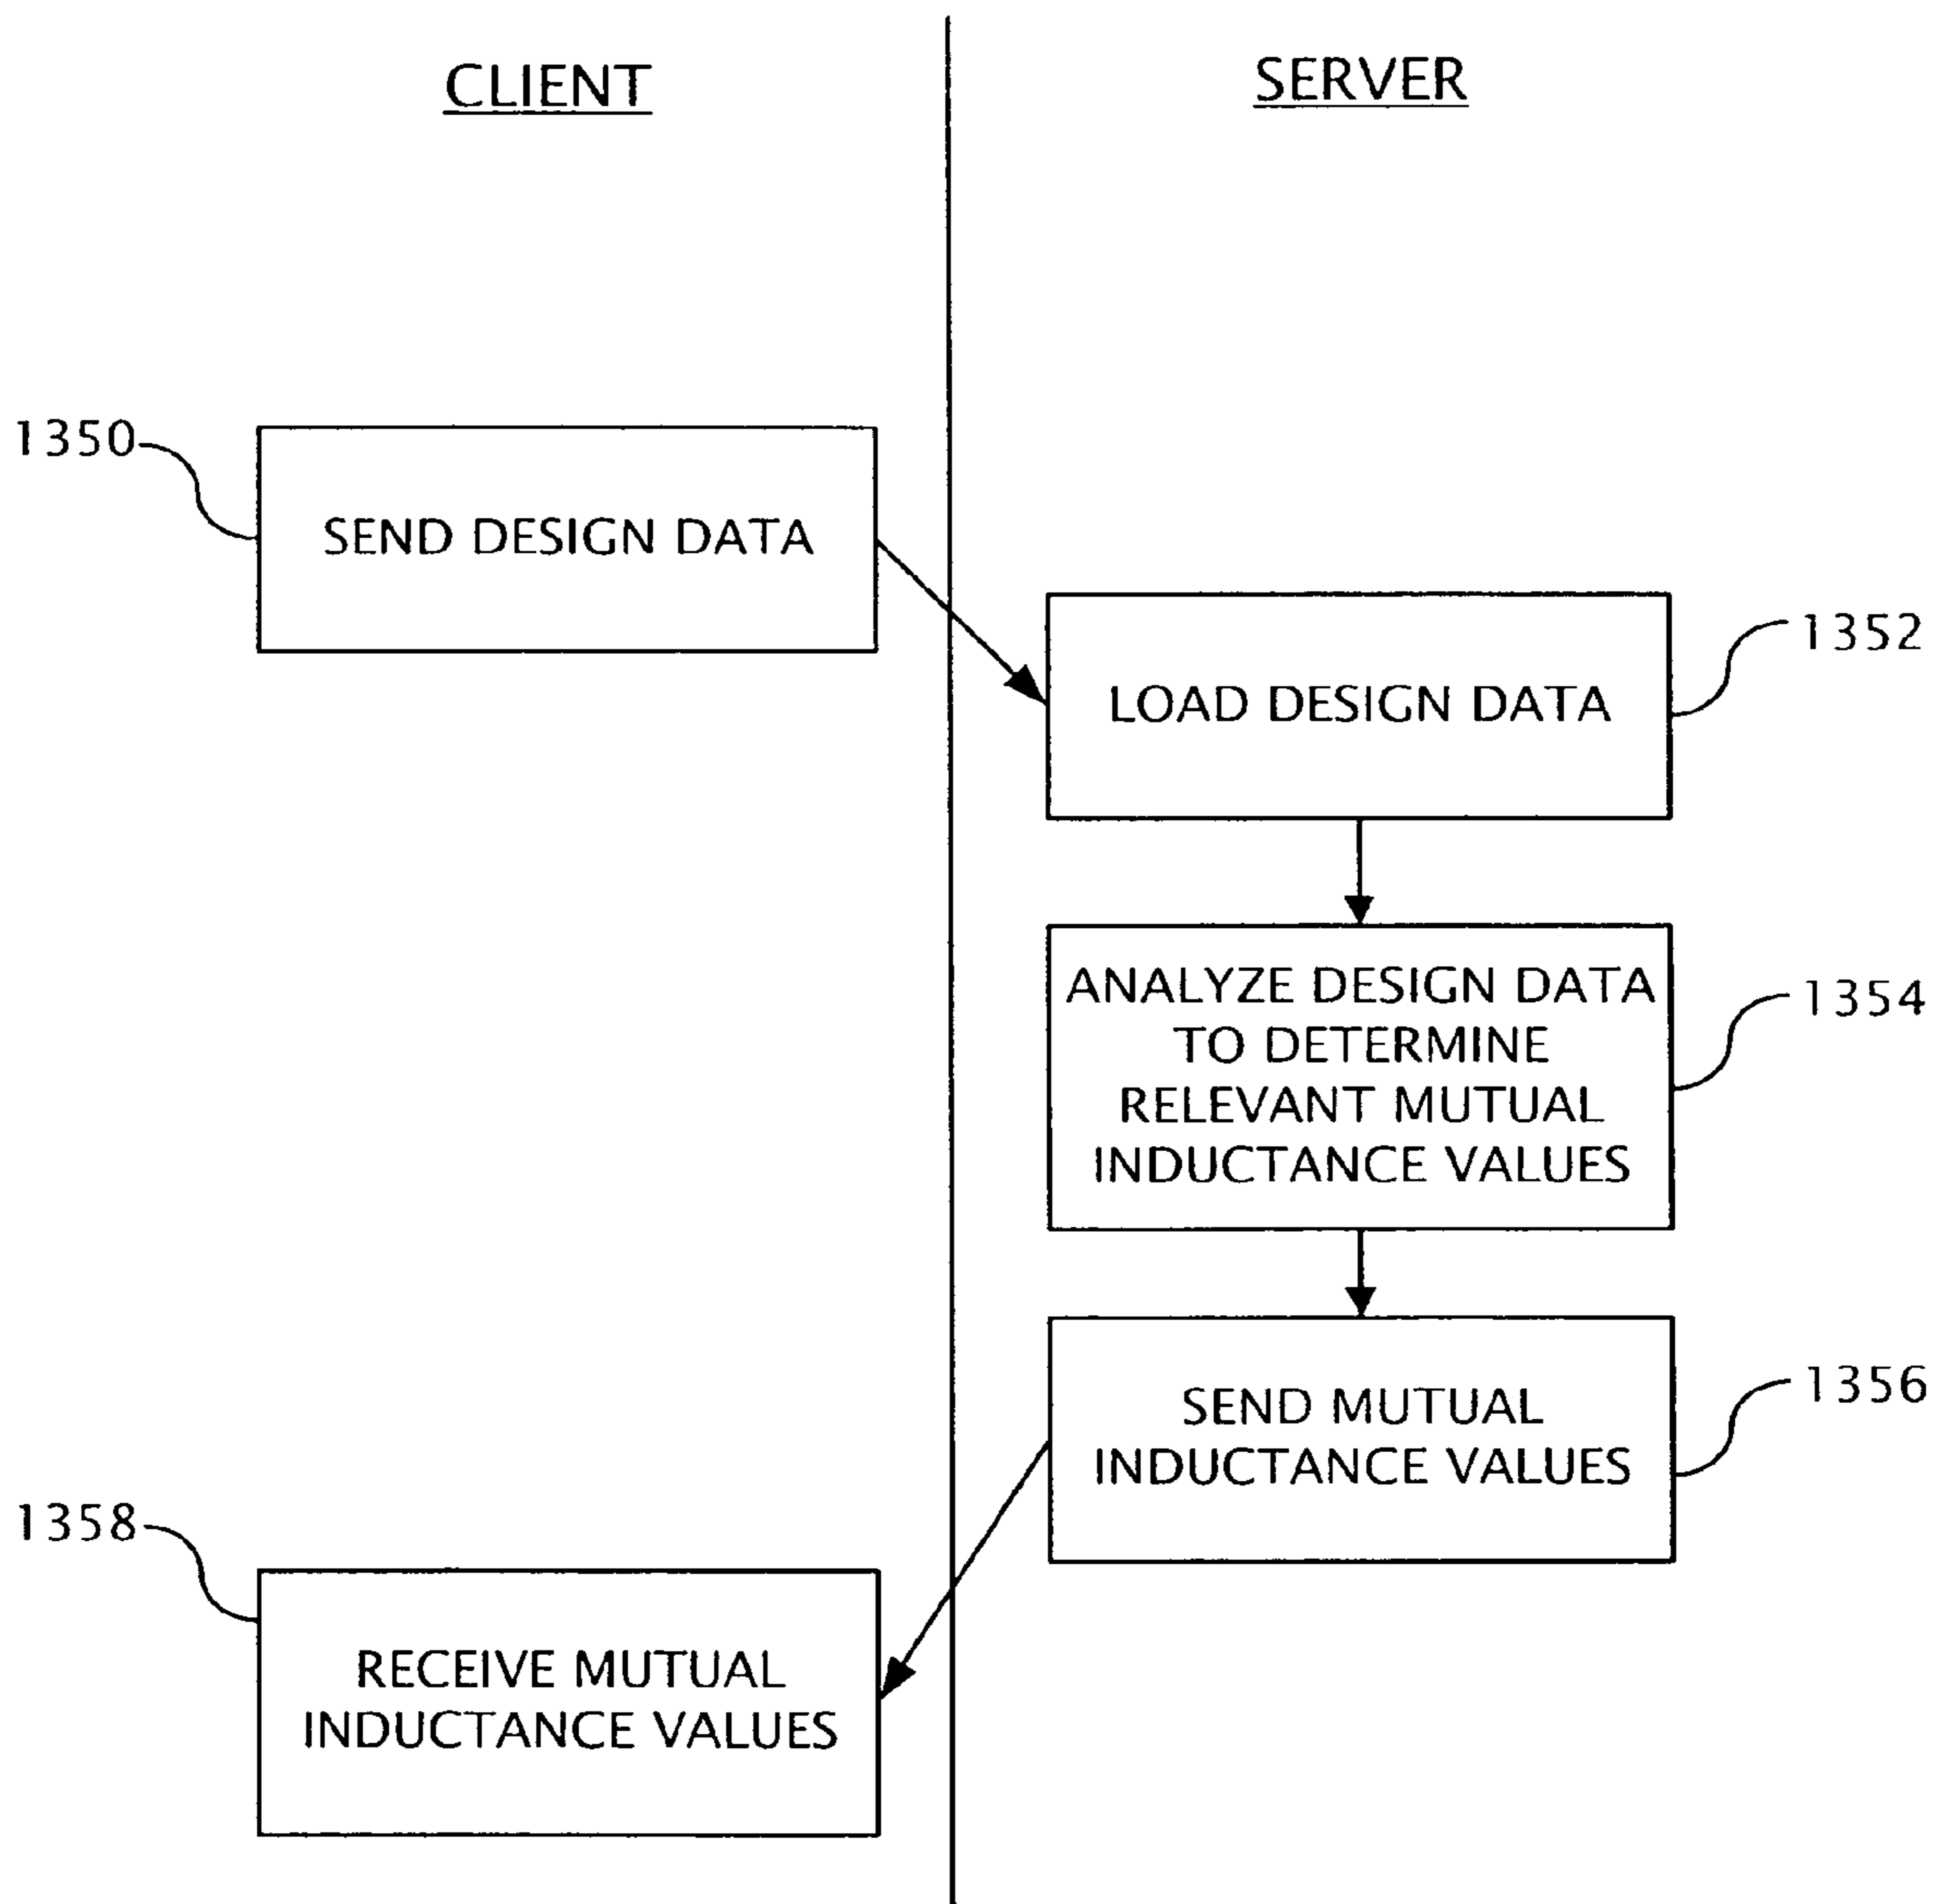 CLIENT
SERVER
1350
SEND DESIGN DATA
1352
LOAD DESIGN DATA
1354
ANALYZE DESIGN DATA
TO DETERMINE
RELEVANT MUTUAL
INDUCTANCE VALUES
1356
SEND MUTUAL
INDUCTANCE VALUES
1358
RECEIVE MUTUAL
INDUCTANCE VALUES